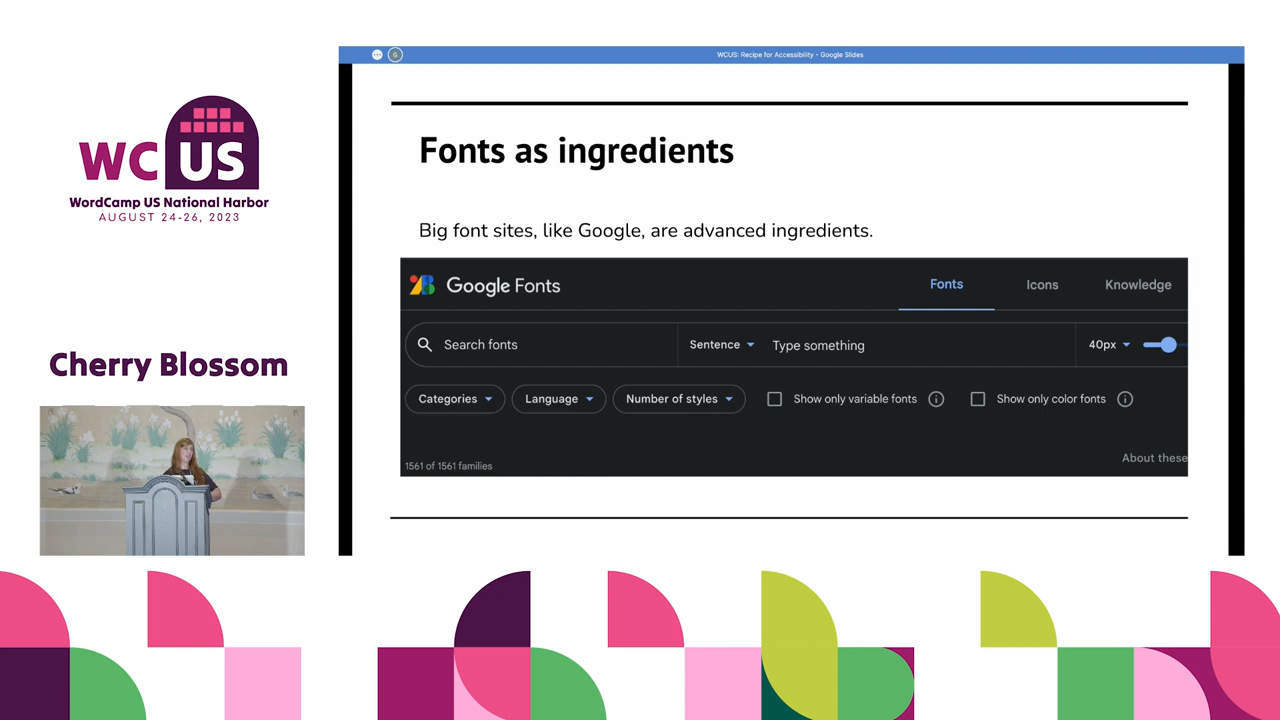 WC US
WordCamp US National Harbor
AUGUST 24-26, 2023
Cherry Blossom
G
WCUS: Recipe for Accessibility - Google Slides
Fonts as ingredients
Big font sites, like Google, are advanced ingredients.
Google Fonts
Fonts Icons Knowledge
Search fonts Sentence Type something 40px
Categories Language Number of styles Show only variable fonts Show only color fonts
1561 of 1561 families About these